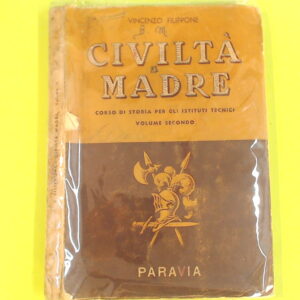 VINCENZO FILIPPONE
CIVILTÀ
MADRE
CORSO DI STORIA PER GLI ISTITUTI TECNICI
VOLUME SECONDO
PARAVIA